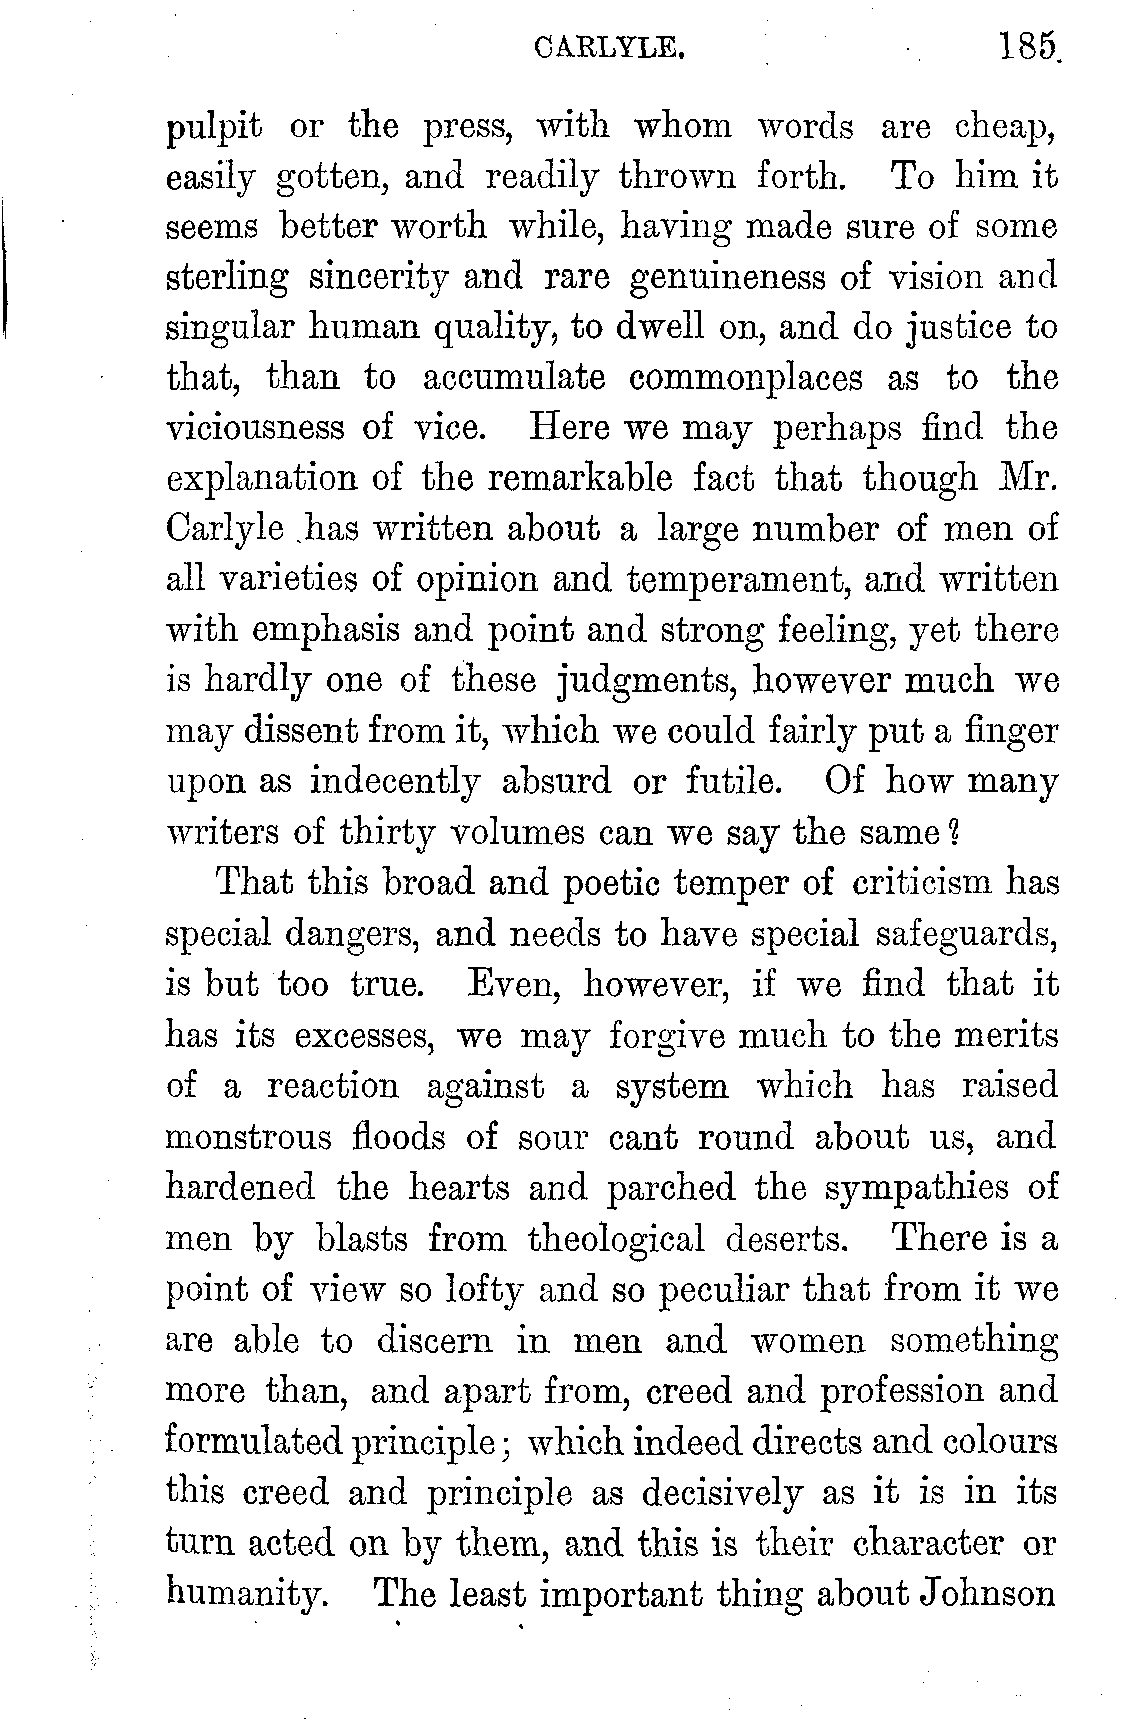 CARLYLE. 185.
pulpit or the press, with whom words are cheap,
easily gotten, and readily thrown forth. To him it
seems better worth while, having made sure of some
sterling sincerity and rare genuineness of vision and
singular human quality, to dwell on, and do justice to
that, than to accumulate commonplaces as to the
viciousness of vice. Here we may perhaps find the
explanation of the remarkable fact that though Mr.
Carlyle has written about a large number of men of
all varieties of opinion and temperament, and written
with emphasis and point and strong feeling, yet there
is hardly one of these judgments, however much we
may dissent from it, which we could fairly put a finger
upon as indecently absurd or futile. Of how many
writers of thirty volumes can we say the same?
That this broad and poetic temper of criticism has
special dangers, and needs to have special safeguards,
is but too true. Even, however, if we find that it
has its excesses, we may forgive much to the merits
of a reaction against a system which has raised
monstrous floods of sour cant round about us, and
hardened the hearts and parched the sympathies of
men by blasts from theological deserts. There is a
point of view so lofty and so peculiar that from it we
are able to discern in men and women something
more than, and apart from, creed and profession and
formulated principle; which indeed directs and colours
this creed and principle as decisively as it is in its
turn acted on by them, and this is their character or
humanity. The least important thing about Johnson